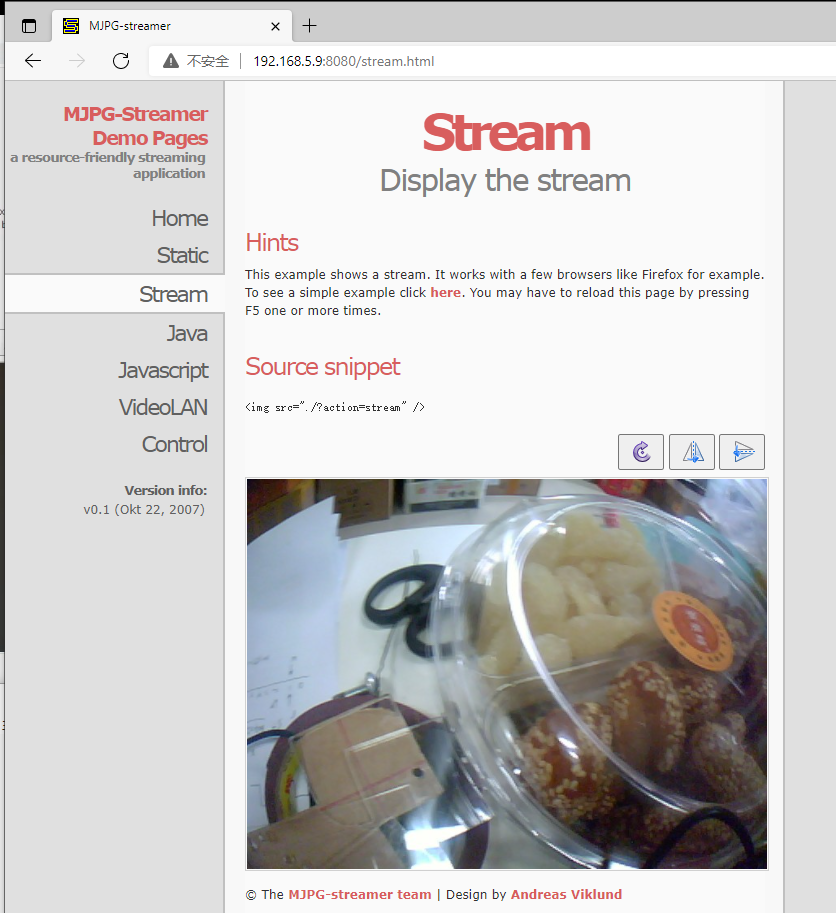 MJPG-streamer
不安全
192.168.5.9:8080/stream.html
MJPG-Streamer
Demo Pages
a resource-friendly streaming
application
Home
Static
Stream
Java
Javascript
VideoLAN
Control
Version info:
v0.1 (Okt 22, 2007)
Stream
Display the stream
Hints
This example shows a stream. It works with a few browsers like Firefox for example.
To see a simple example click here. You may have to reload this page by pressing
F5 one or more times.
Source snippet
<img src="./?action=stream" />
© The MJPG-streamer team | Design by Andreas Viklund